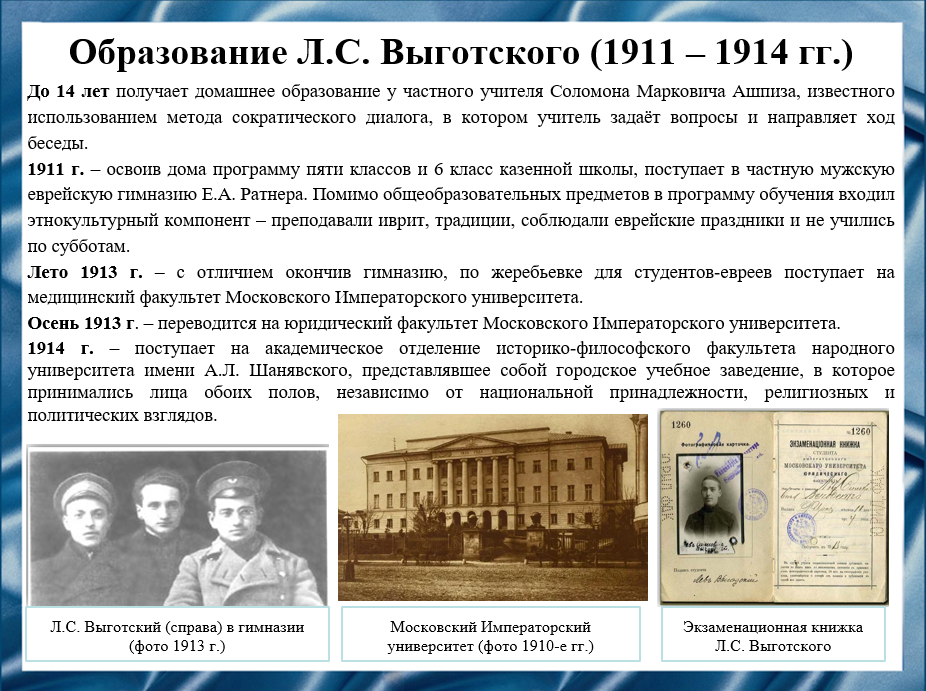 Образование Л.С. Выготского (1911 – 1914 гг.)
До 14 лет получает домашнее образование у частного учителя Соломона Марковича Ашпиза, известного
использованием метода сократического диалога, в котором учитель задаёт вопросы и направляет ход
беседы.
1911 г. – освоив дома программу пяти классов и 6 класс казенной школы, поступает в частную мужскую
еврейскую гимназию Е.А. Ратнера. Помимо общеобразовательных предметов в программу обучения входил
этнокультурный компонент – преподавали иврит, традиции, соблюдали еврейские праздники и не учились
по субботам.
Лето 1913 г. – с отличием окончив гимназию, по жеребьевке для студентов-евреев поступает на
медицинский факультет Московского Императорского университета.
Осень 1913 г. – переводится на юридический факультет Московского Императорского университета.
1914 г. – поступает на академическое отделение историко-философского факультета народного
университета имени А.Л. Шанявского, представлявшее собой городское учебное заведение, в которое
принимались лица обоих полов, независимо от национальной принадлежности, религиозных и
политических взглядов.
1260
Фотографическая карточка.
№1260
ЭКЗАМЕНАЦІОННАЯ КНИЖКА
СТУДЕНТА
МОСКОВСКАГО УНИВЕРСИТЕТА
ЮРИДИЧЕСКАГО
Подпись студента
Левъ Выгодскій
Л.С. Выготский (справа) в гимназии
(фото 1913 г.)
Московский Императорский
университет (фото 1910-е гг.)
Экзаменационная книжка
Л.С. Выготского